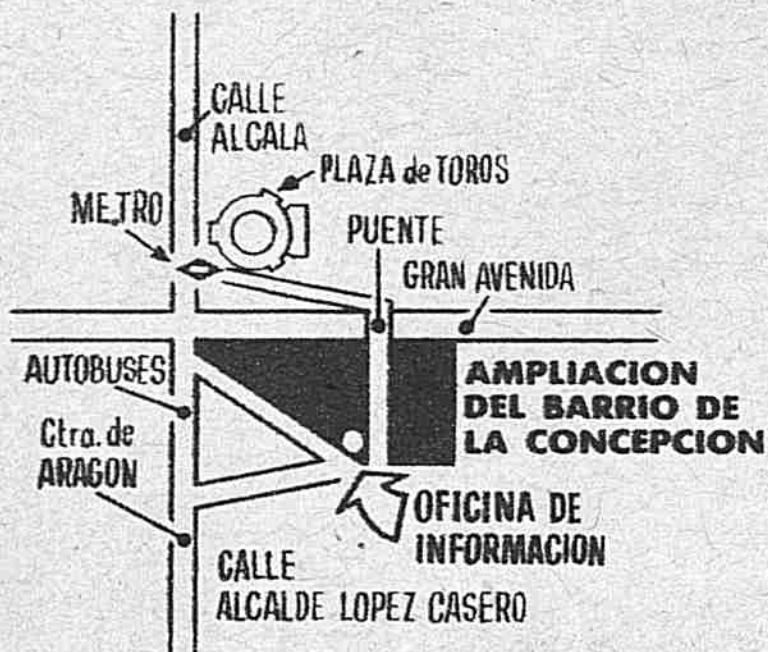 CALLE
ALCALA
PLAZA de TOROS
METRO
PUENTE
GRAN AVENIDA
AUTOBUSES
AMPLIACION
DEL BARRIO DE
LA CONCEPCION
Ctra. de
ARAGON
OFICINA DE
INFORMACION
CALLE
ALCALDE LOPEZ CASERO